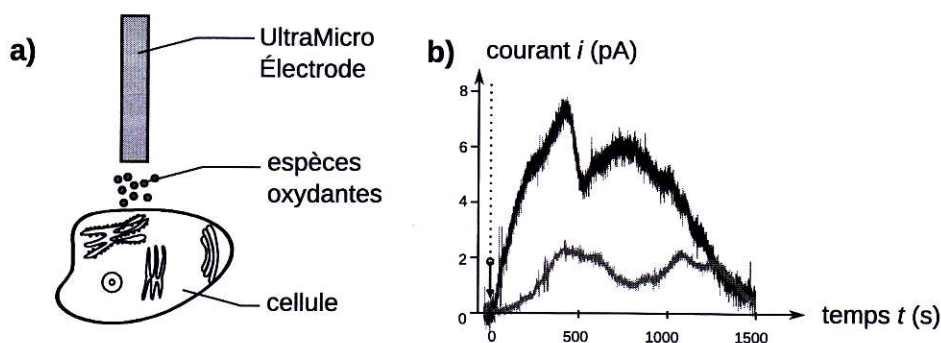 a)
UltraMicro
Électrode
espèces
oxydantes
cellule
b)
courant i (pA)
8
6
4
2
0
0
500
1000
1500
temps t (s)